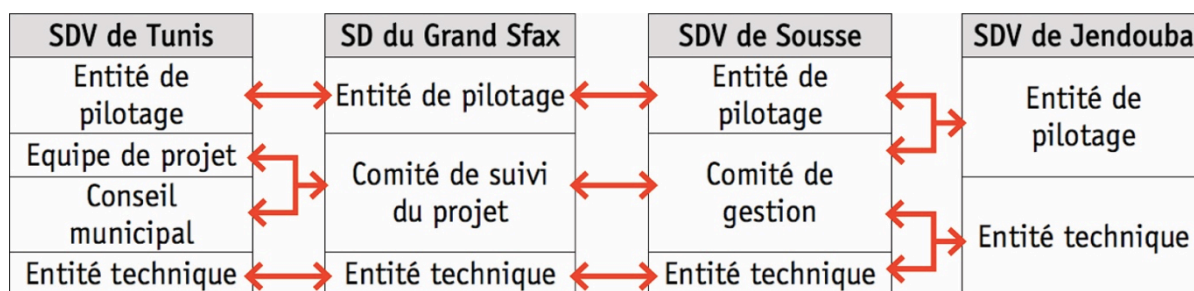 SDV de Tunis
Entité de
pilotage
Equipe de projet
Conseil
municipal
Entité technique
SD du Grand Sfax
Entité de pilotage
Comité de suivi
du projet
Entité technique
SDV de Sousse
Entité de
pilotage
Comité de
gestion
Entité technique
SDV de Jendouba
Entité de
pilotage
Entité technique